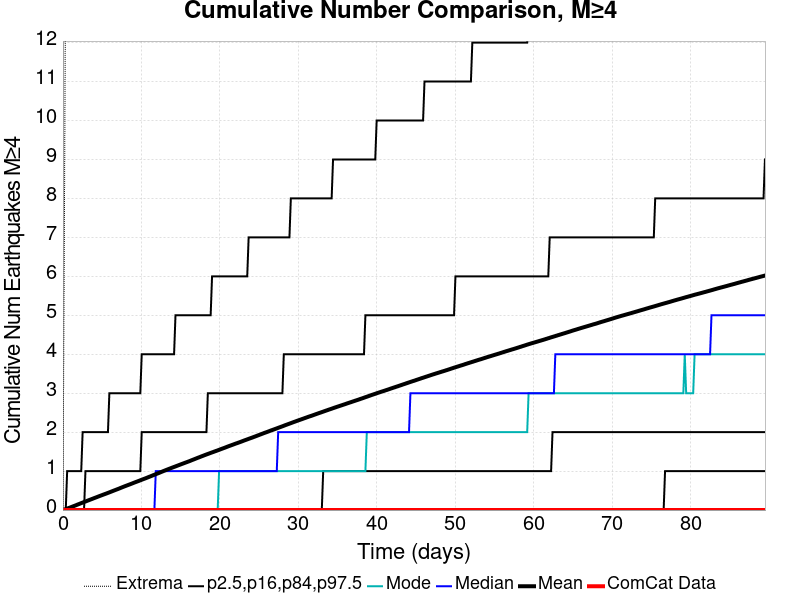 Cumulative Number Comparison, M≥4
Cumulative Num Earthquakes M≥4
12
11
10
9
8
7
6
5
4
3
2
1
0
0 10 20 30 40 50 60 70 80
Time (days)
Extrema p2.5,p16,p84,p97.5 Mode Median Mean ComCat Data